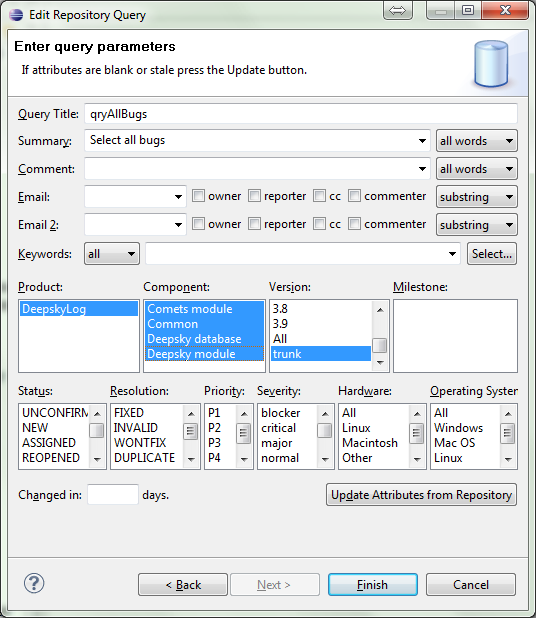 Edit Repository Query
Enter query parameters
If attributes are blank or stale press the Update button.
Query Title: qryAllBugs
Summary: Select all bugs all words
Comment: all words
Email: owner reporter cc commenter substring
Email 2: owner reporter cc commenter substring
Keywords: all Select...
Product: Component: Version: Milestone:
DeepskyLog Comets module 3.8
Common 3.9
Deepsky database All
Deepsky module trunk
Status: Resolution: Priority: Severity: Hardware: Operating System
UNCONFIRM FIXED P1 blocker All All
NEW INVALID P2 critical Linux Windows
ASSIGNED WONTFIX P3 major Macintosh Mac OS
REOPENED DUPLICATE P4 normal Other Linux
Changed in: days. Update Attributes from Repository
? < Back Next > Finish Cancel